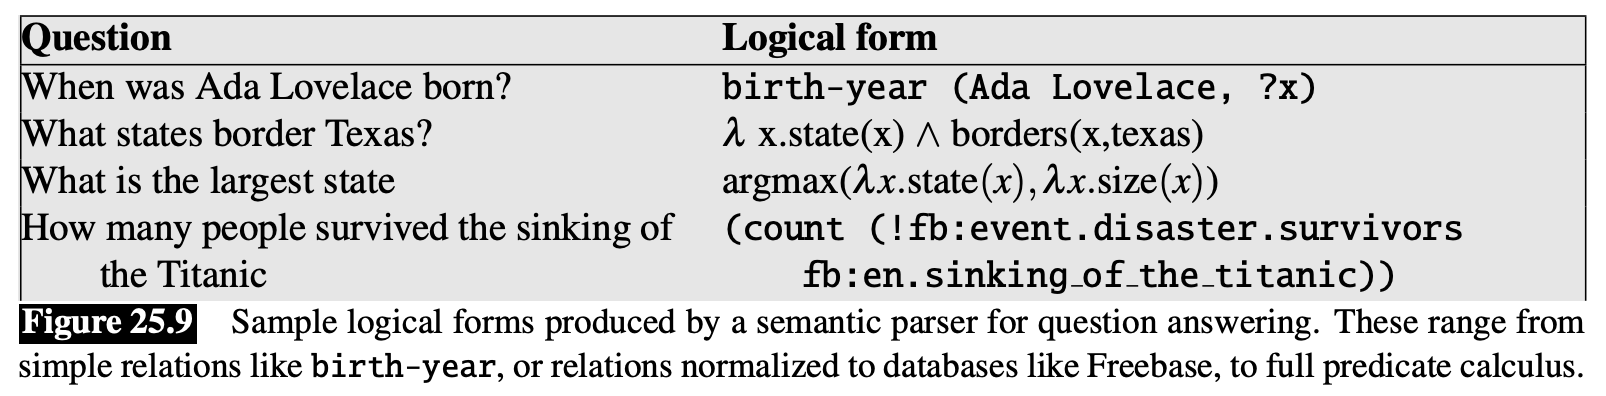 Question Logical form
When was Ada Lovelace born? birth-year (Ada Lovelace, ?x)
What states border Texas? λ x.state(x) ∧ borders(x,texas)
What is the largest state argmax(λx.state(x),λx.size(x))
How many people survived the sinking of (count (!fb:event.disaster.survivors
the Titanic fb:en.sinking_of_the_titanic))
Figure 25.9 Sample logical forms produced by a semantic parser for question answering. These range from
simple relations like birth-year, or relations normalized to databases like Freebase, to full predicate calculus.